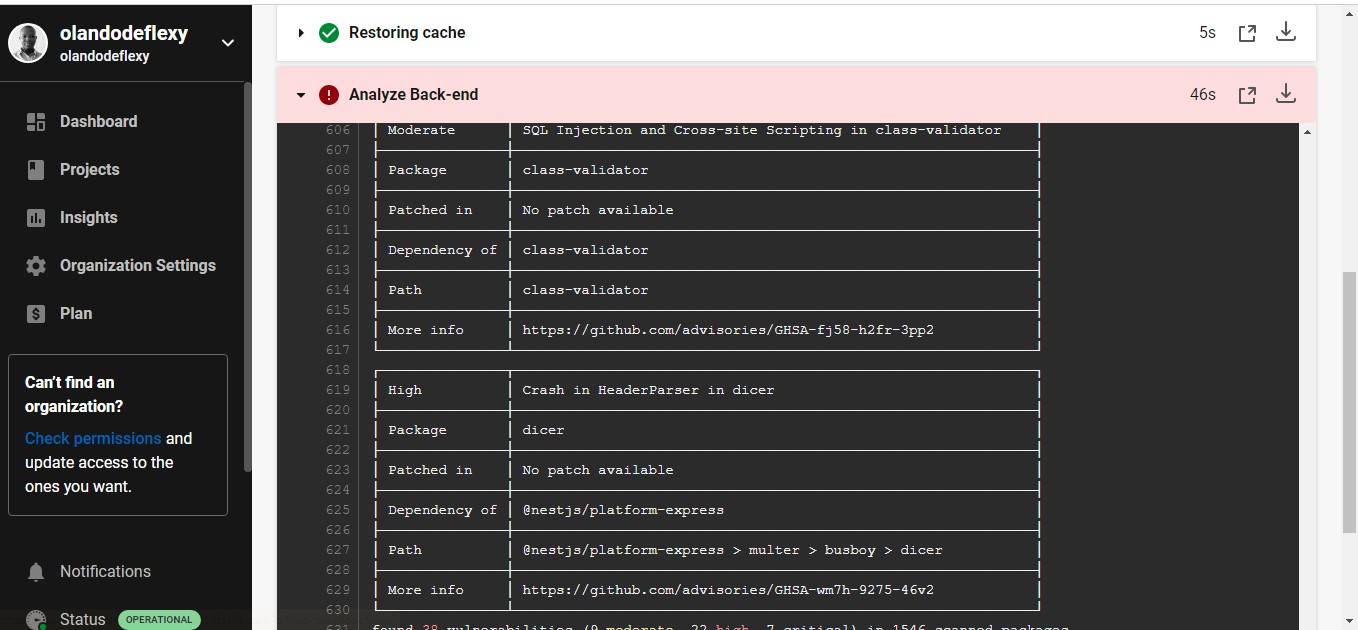 olandodeflexy
olandodeflexy
Dashboard
Projects
Insights
Organization Settings
Plan
Can't find an
organization?
Check permissions and
update access to the
ones you want.
Notifications
Status OPERATIONAL
Restoring cache 5s
Analyze Back-end 46s
606 Moderate SQL Injection and Cross-site Scripting in class-validator
607
608 Package class-validator
609
610 Patched in No patch available
611
612 Dependency of class-validator
613
614 Path class-validator
615
616 More info https://github.com/advisories/GHSA-fj58-h2fr-3pp2
617
618
619 High Crash in HeaderParser in dicer
620
621 Package dicer
622
623 Patched in No patch available
624
625 Dependency of @nestjs/platform-express
626
627 Path @nestjs/platform-express > multer > busboy > dicer
628
629 More info https://github.com/advisories/GHSA-wm7h-9275-46v2
630
631 found 38 vulnerabilities (9 moderate, 22 high, 7 critical) in 1546 scanned packages